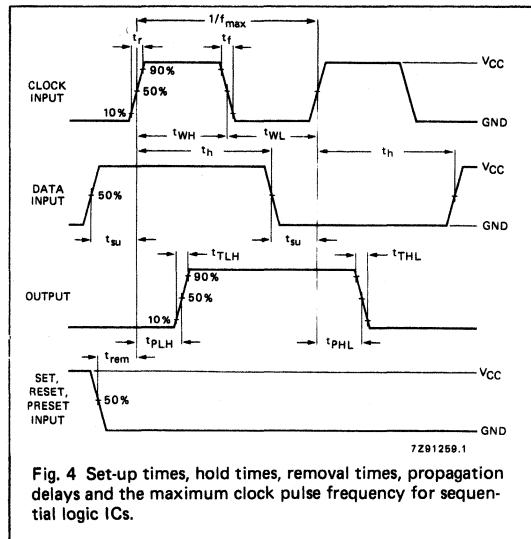 1/fmax
tr
tf
VCC
90%
CLOCK
INPUT
50%
10%
GND
tWH
tWL
th
th
VCC
DATA
INPUT
50%
GND
tsu
tsu
tTLH
tTHL
90%
OUTPUT
50%
10%
tPLH
tPHL
trem
VCC
SET,
RESET,
PRESET
INPUT
50%
GND
7Z91259.1
Fig. 4 Set-up times, hold times, removal times, propagation
delays and the maximum clock pulse frequency for sequen-
tial logic ICs.